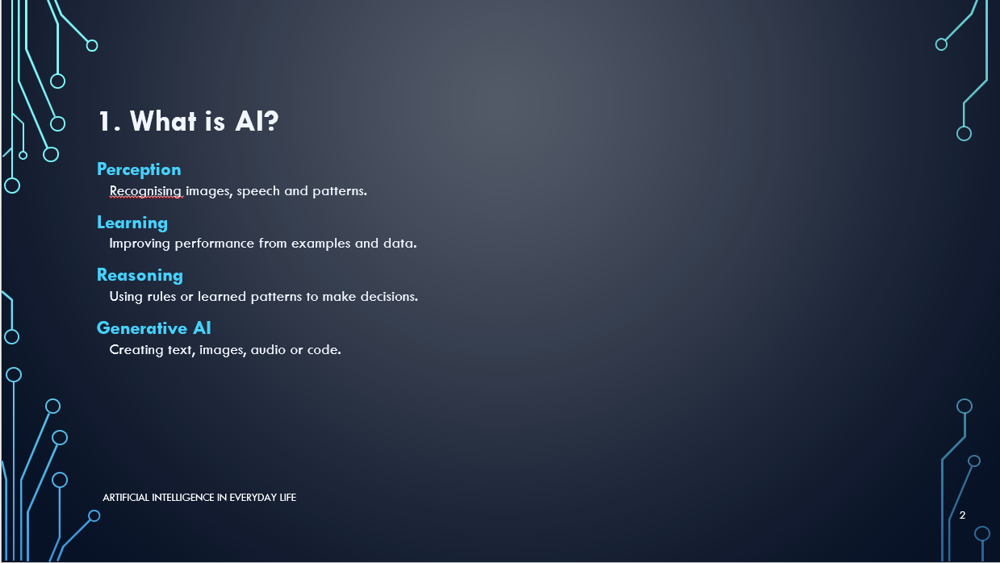 1. What is AI?
Perception
Recognising images, speech and patterns.
Learning
Improving performance from examples and data.
Reasoning
Using rules or learned patterns to make decisions.
Generative AI
Creating text, images, audio or code.
ARTIFICIAL INTELLIGENCE IN EVERYDAY LIFE
2